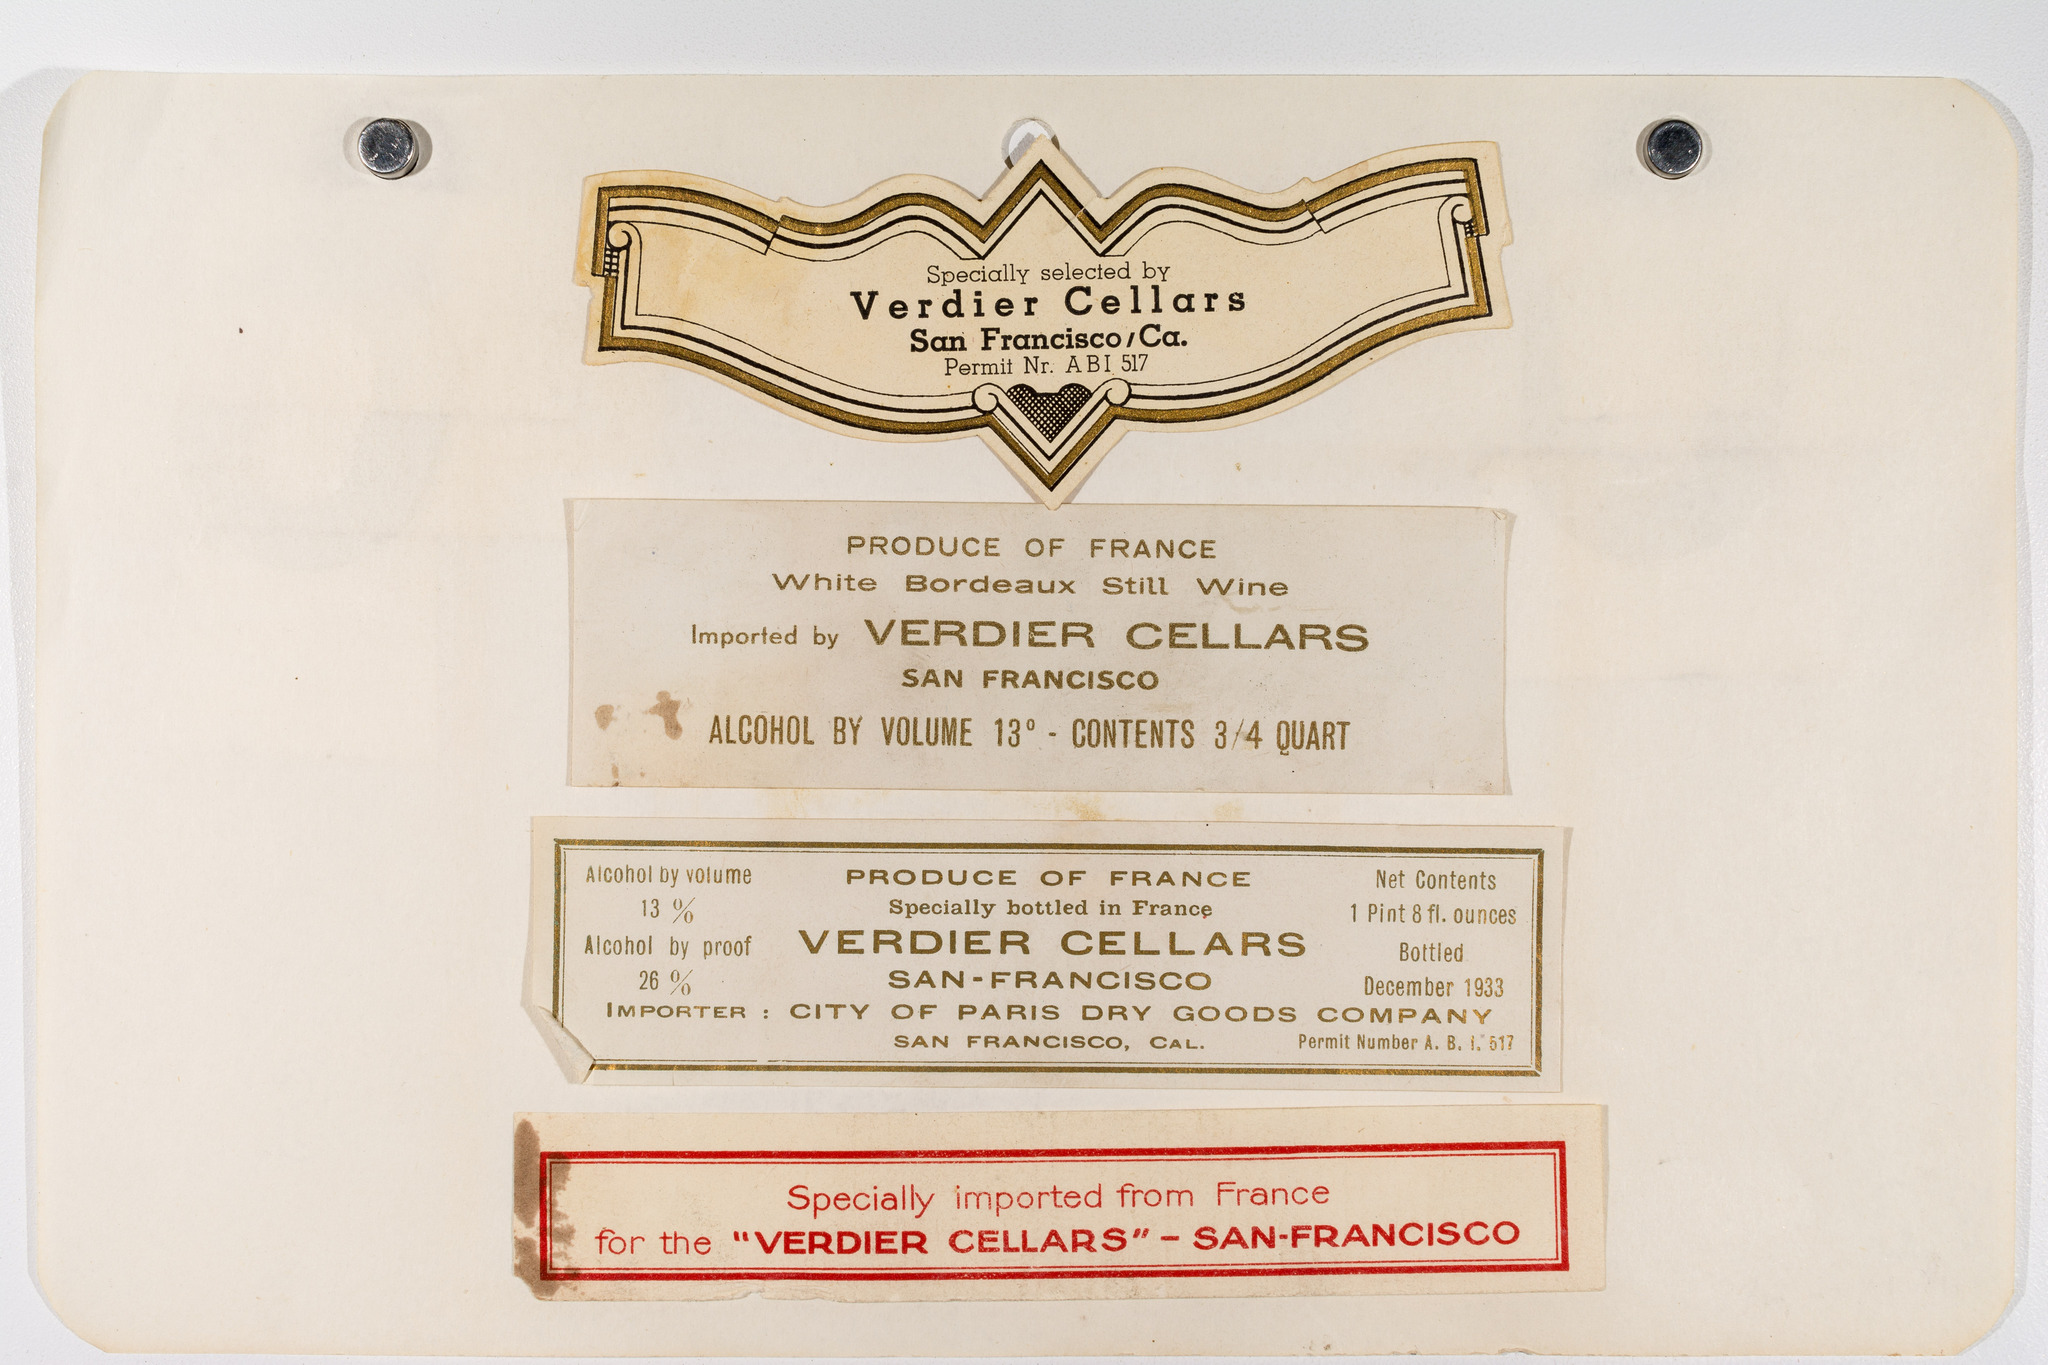 Specially selected by
Verdier Cellars
San Francisco/Ca.
Permit Nr. ABI 517
PRODUCE OF FRANCE
White Bordeaux Still Wine
Imported by VERDIER CELLARS
SAN FRANCISCO
ALCOHOL BY VOLUME 13º - CONTENTS 3/4 QUART
Alcohol by volume
13 %
Alcohol by proof
26 %
PRODUCE OF FRANCE
Specially bottled in France
VERDIER CELLARS
SAN-FRANCISCO
IMPORTER : CITY OF PARIS DRY GOODS COMPANY
SAN FRANCISCO, CAL.
Net Contents
1 Pint 8 fl. ounces
Bottled
December 1933
Permit Number A. B. I. 517
Specially imported from France
for the "VERDIER CELLARS" - SAN-FRANCISCO